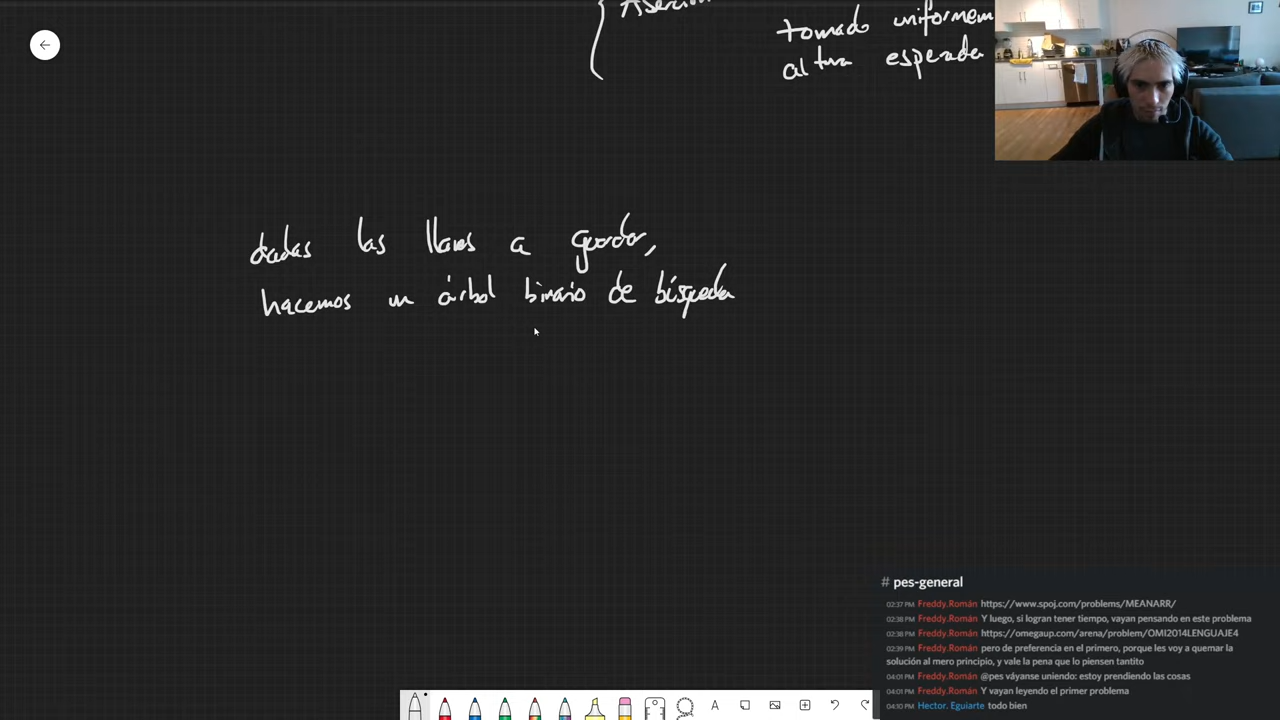 tomado uniformem
altura esperada
dadas las llaves a guardar,
hacemos un árbol binario de búsqueda
# pes-general
02:37 PM Freddy.Román https://www.spoj.com/problems/MEANARR/
02:38 PM Freddy.Román Y luego, si logran tener tiempo, vayan pensando en este problema
02:38 PM Freddy.Román https://omegaup.com/arena/problem/OMI2014LENGUAJE4
02:39 PM Freddy.Román pero de preferencia en el primero, porque les voy a quemar la
solución al mero principio, y vale la pena que lo piensen tantito
04:01 PM Freddy.Román @pes váyanse uniendo: estoy prendiendo las cosas
04:01 PM Freddy.Román Y vayan leyendo el primer problema
04:10 PM Hector. Eguiarte todo bien